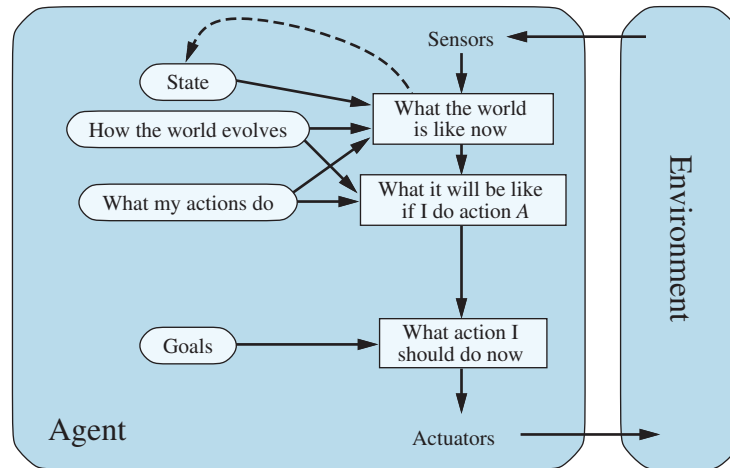 Sensors
State
What the world
is like now
How the world evolves
What my actions do
What it will be like
if I do action A
Goals
What action I
should do now
Agent
Actuators
Environment